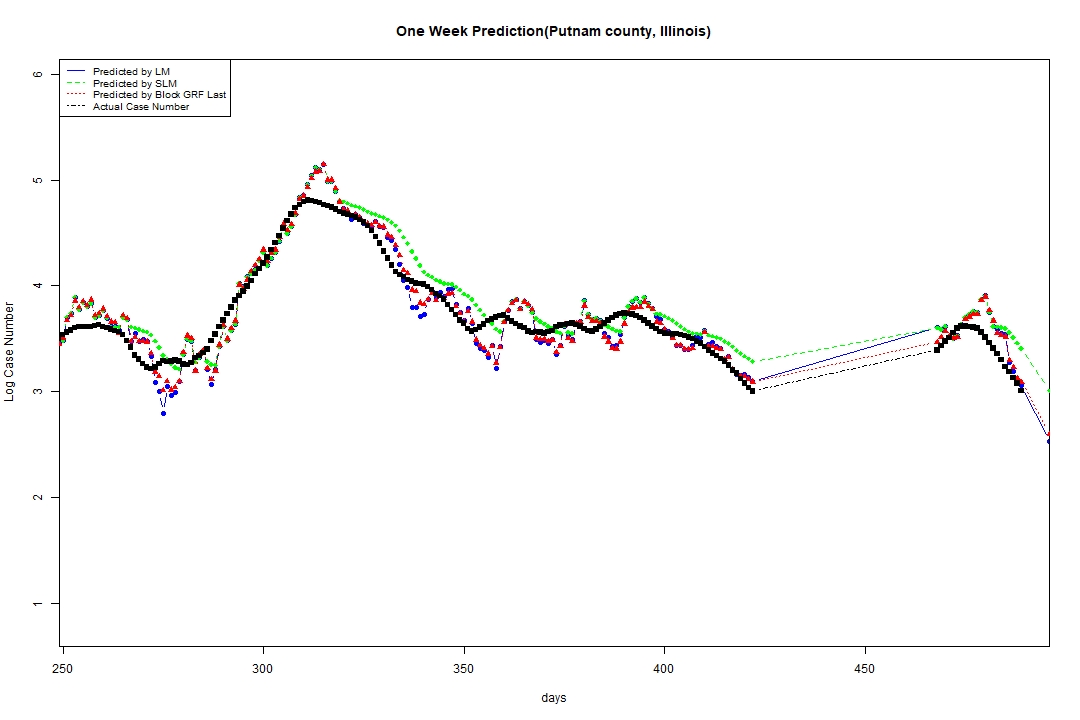 One Week Prediction(Putnam county, Illinois)
Predicted by LM
Predicted by SLM
Predicted by Block GRF Last
Actual Case Number
6
5
4
3
2
1
Log Case Number
250 300 350 400 450
days